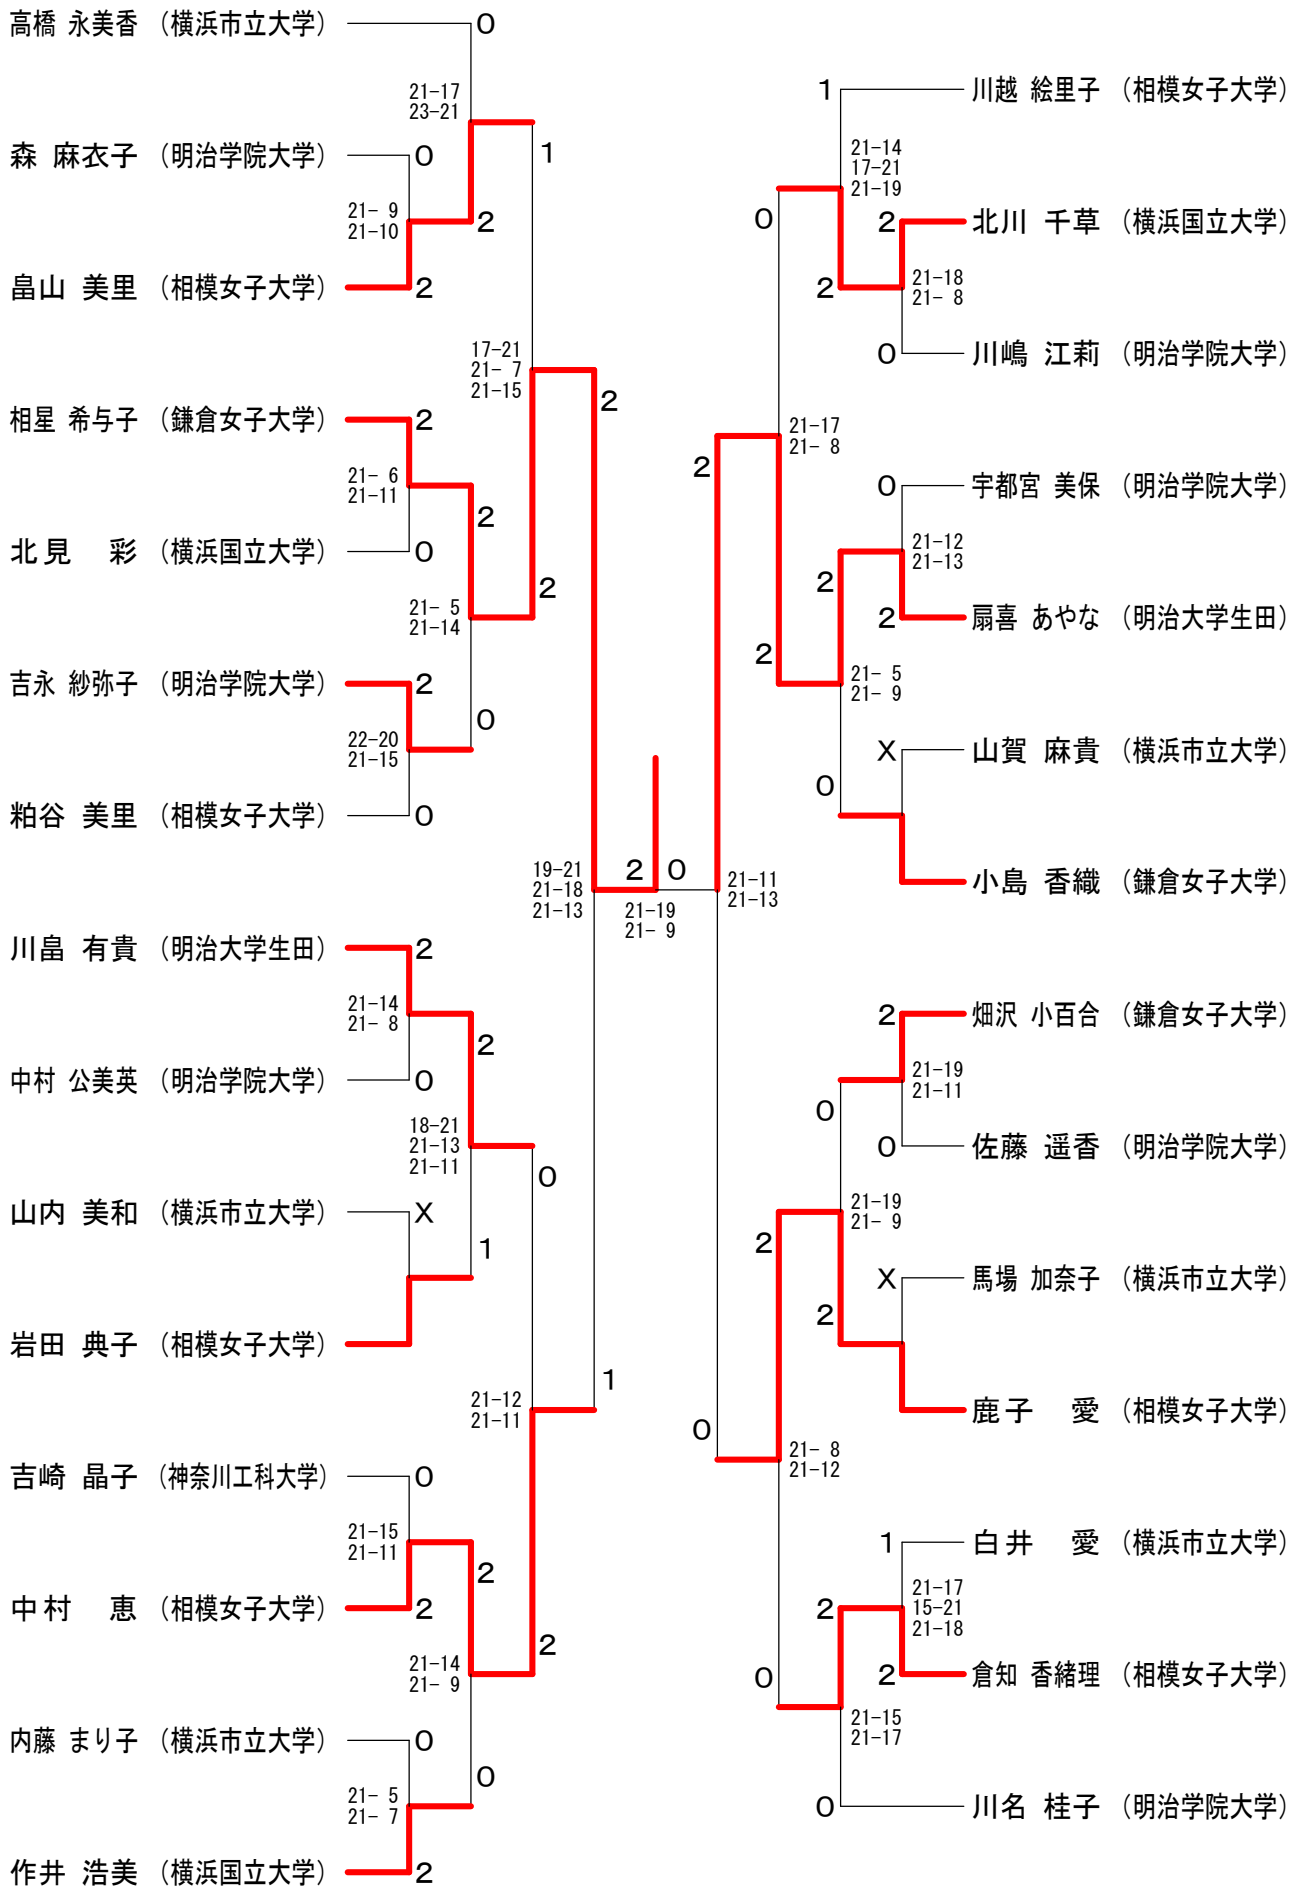 高橋 永美香 (横浜市立大学) 0
21-17
23-21
森 麻衣子 (明治学院大学) 0
1
21- 9
21-10
2
畠山 美里 (相模女子大学) 2
17-21
21- 7
21-15
2
相星 希与子 (鎌倉女子大学) 2
21- 6
21-11
2
北見 彩 (横浜国立大学) 0
2
21- 5
21-14
吉永 紗弥子 (明治学院大学) 2
0
22-20
21-15
粕谷 美里 (相模女子大学) 0
19-21
21-18
21-13
2 0
21-19
21- 9
川畠 有貴 (明治大学生田) 2
21-14
21- 8
2
中村 公美英 (明治学院大学) 0
18-21
21-13
21-11
0
山内 美和 (横浜市立大学) X
1
岩田 典子 (相模女子大学)
1
21-12
21-11
吉崎 晶子 (神奈川工科大学) 0
21-15
21-11
2
中村 恵 (相模女子大学) 2
2
21-14
21- 9
内藤 まり子 (横浜市立大学) 0
0
21- 5
21- 7
作井 浩美 (横浜国立大学) 2
1 川越 絵里子 (相模女子大学)
21-14
17-21
21-19
0
2 北川 千草 (横浜国立大学)
2
21-18
21- 8
0 川嶋 江莉 (明治学院大学)
21-17
21- 8
2
0 宇都宮 美保 (明治学院大学)
21-12
21-13
2
2 扇喜 あやな (明治大学生田)
2
21- 5
21- 9
X 山賀 麻貴 (横浜市立大学)
0
小島 香織 (鎌倉女子大学)
21-11
21-13
2 畑沢 小百合 (鎌倉女子大学)
21-19
21-11
0
0 佐藤 遥香 (明治学院大学)
21-19
21- 9
2
X 馬場 加奈子 (横浜市立大学)
2
鹿子 愛 (相模女子大学)
0
21- 8
21-12
1 白井 愛 (横浜市立大学)
21-17
15-21
21-18
2
2 倉知 香緒理 (相模女子大学)
0
21-15
21-17
0 川名 桂子 (明治学院大学)